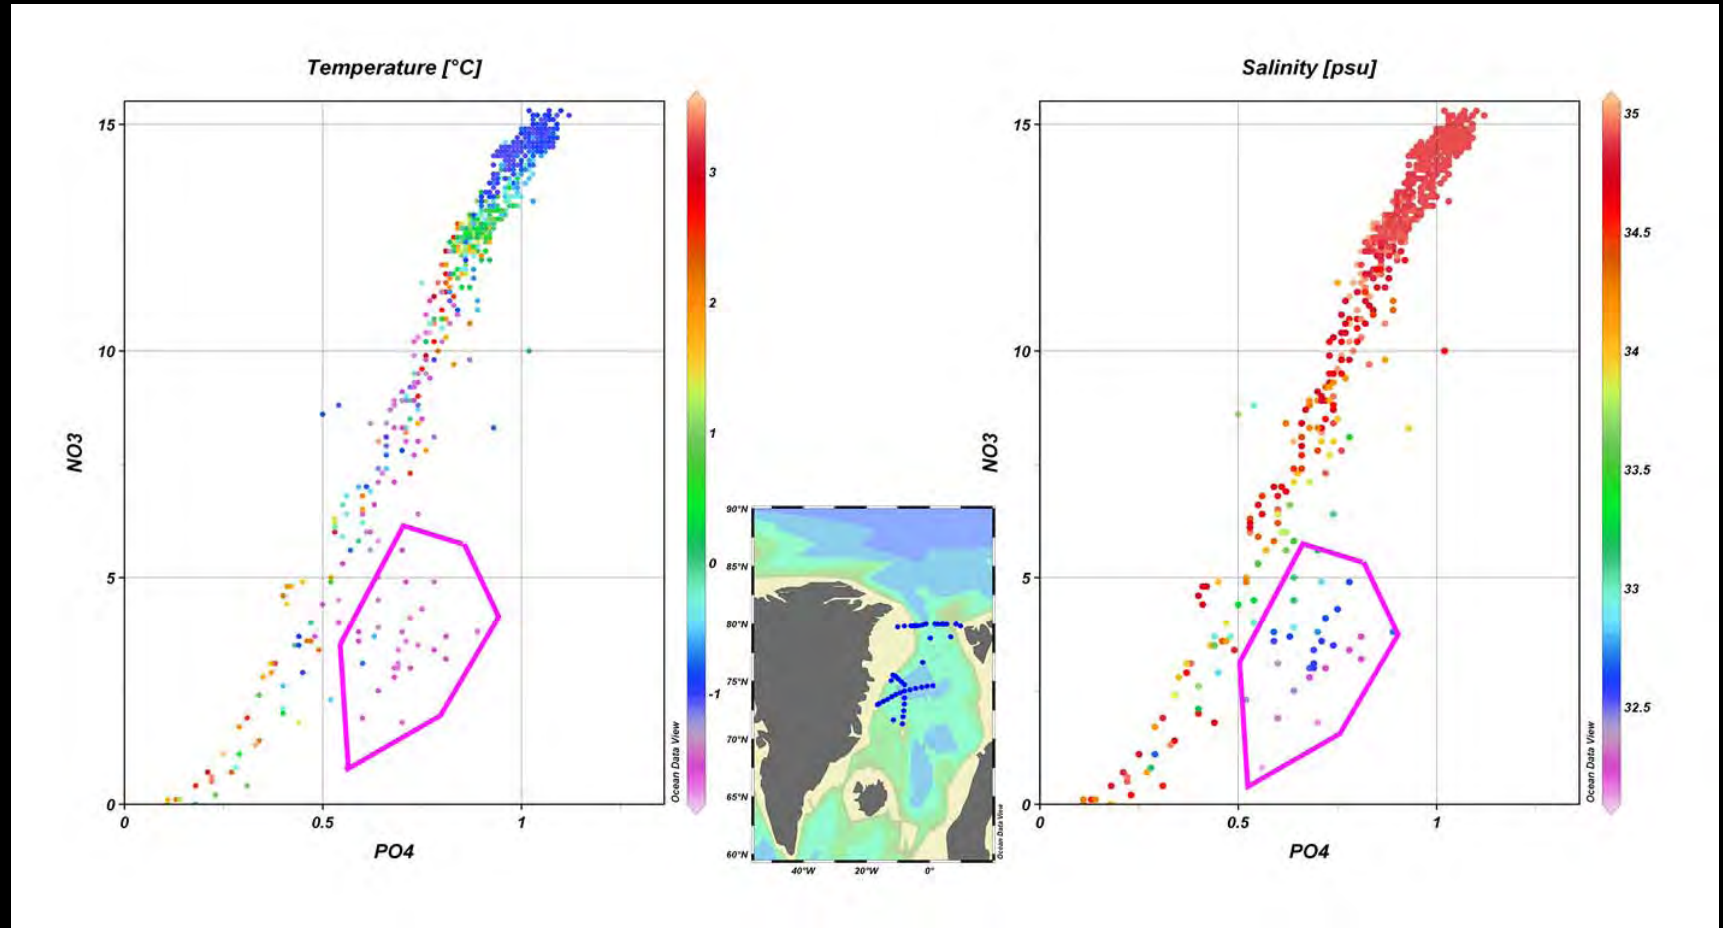 Temperature [°C]
Salinity [psu]
15
10
5
0
NO3
0
0.5
1
PO4
3
2
1
0
-1
Ocean Data View
90°N
85°N
80°N
75°N
70°N
65°N
60°N
40°W
20°W
0°
Ocean Data View
15
10
5
0
NO3
0
0.5
1
PO4
35
34.5
34
33.5
33
32.5
Ocean Data View